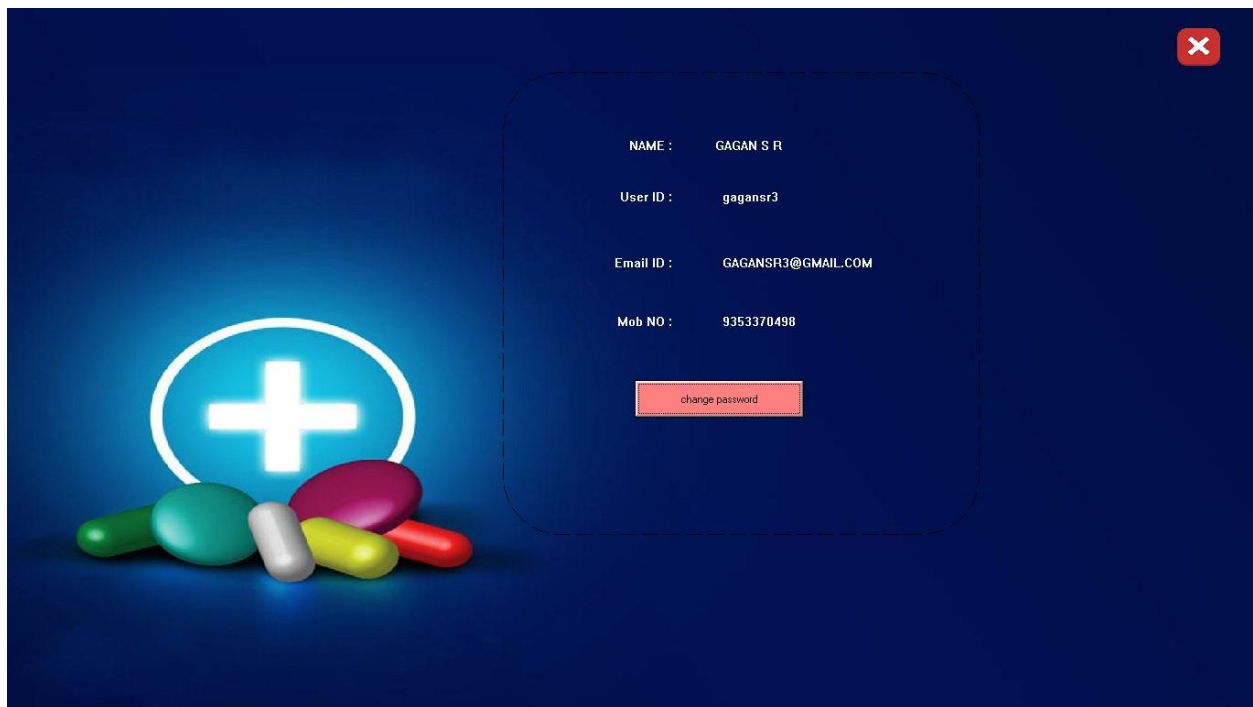 NAME : GAGAN S R
User ID : gagansr3
Email ID : GAGANSR3@GMAIL.COM
Mob NO : 9353370498
change password